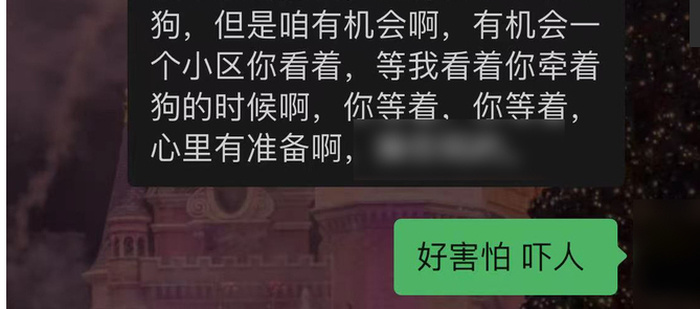 狗，但是咱有机会啊，有机会一
个小区你看着，等我看着你牵着
狗的时候啊，你等着，你等着，
心里有准备啊，
好害怕 吓人